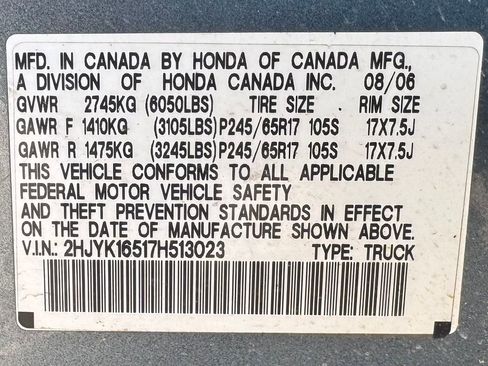 MFD. IN CANADA BY HONDA OF CANADA MFG.,
A DIVISION OF HONDA CANADA INC. 08/06
GVWR 2745KG (6050LBS) TIRE SIZE RIM SIZE
GAWR F 1410KG (3105LBS) P245/65R17 105S 17X7.5J
GAWR R 1475KG (3245LBS) P245/65R17 105S 17X7.5J
THIS VEHICLE CONFORMS TO ALL APPLICABLE
FEDERAL MOTOR VEHICLE SAFETY
AND THEFT PREVENTION STANDARDS IN EFFECT
ON THE DATE OF MANUFACTURE SHOWN ABOVE.
V.I.N.: 2HJYK16517H513023 TYPE: TRUCK